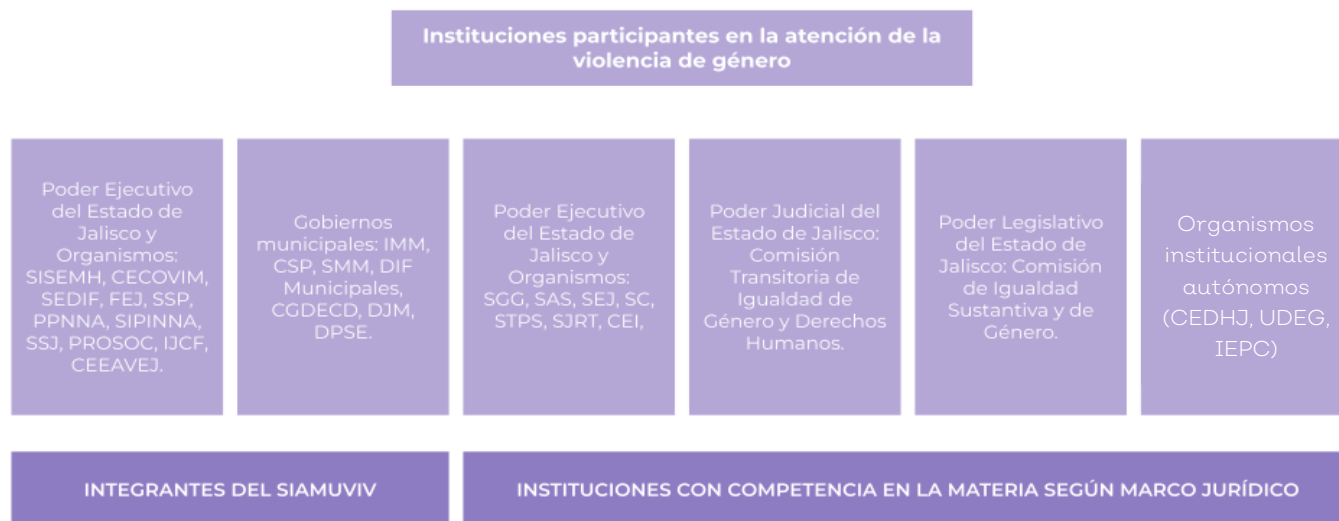 Instituciones participantes en la atención de la
violencia de género
Poder Ejecutivo
del Estado de
Jalisco y
Organismos:
SISEMH, CECOVIM,
SEDIF, FEJ, SSP,
PPNNA, SIPINNA,
SSJ, PROSOC, IJCF,
CEEAVEJ.
Gobiernos
municipales: IMM,
CSP, SMM, DIF
Municipales,
CGDECD, DJM,
DPSE.
Poder Ejecutivo
del Estado de
Jalisco y
Organismos:
SGG, SAS, SEJ, SC,
STPS, SJRT, CEI,
Poder Judicial del
Estado de Jalisco:
Comisión
Transitoria de
Igualdad de
Género y Derechos
Humanos.
Poder Legislativo
del Estado de
Jalisco: Comisión
de Igualdad
Sustantiva y de
Género.
Organismos
institucionales
autónomos
(CEDHJ, UDEG,
IEPC)
INTEGRANTES DEL SIAMUVIV
INSTITUCIONES CON COMPETENCIA EN LA MATERIA SEGÚN MARCO JURÍDICO